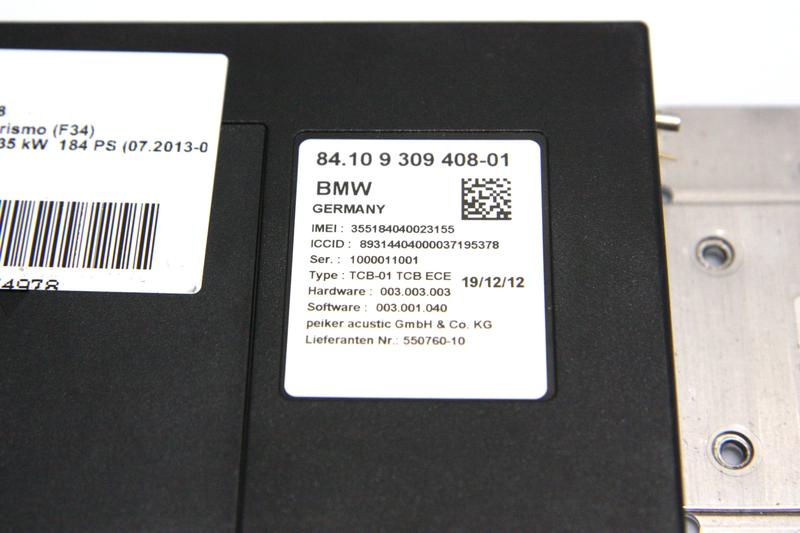 8
rismo (F34)
35 kW 184 PS (07.2013-0
4978
84.10 9 309 408-01
BMW
GERMANY
IMEI : 355184040023155
ICCID : 89314404000037195378
Ser. : 1000011001
Type : TCB-01 TCB ECE
19/12/12
Hardware : 003.003.003
Software : 003.001.040
peiker acustic GmbH & Co. KG
Lieferanten Nr.: 550760-10